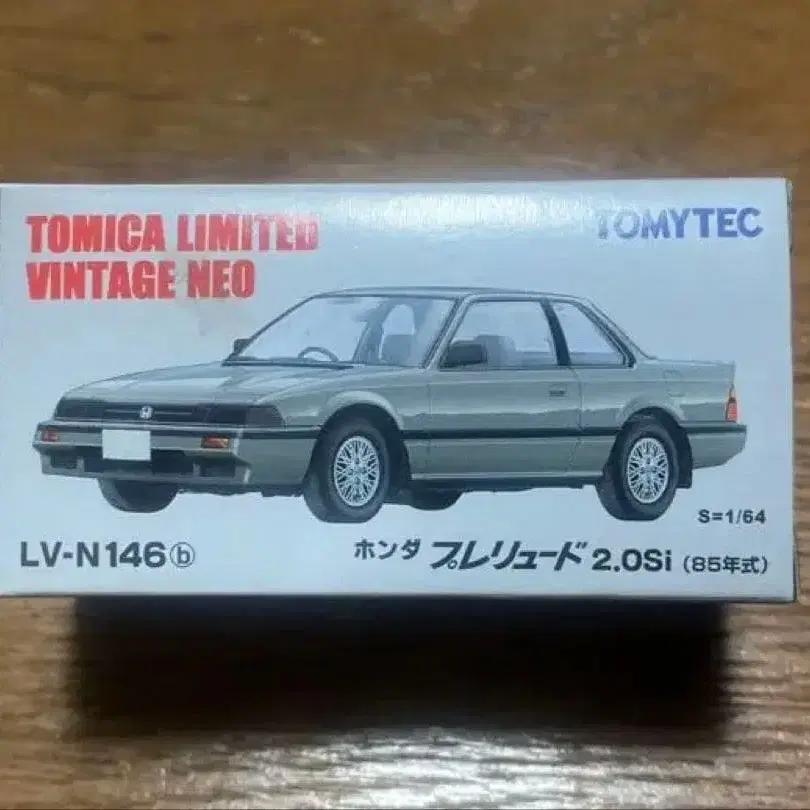 TOMICA LIMITED
VINTAGE NEO
TOMYTEC
S=1/64
LV-N146ⓑ
ホンダ プレリュード 2.0Si (85年式)